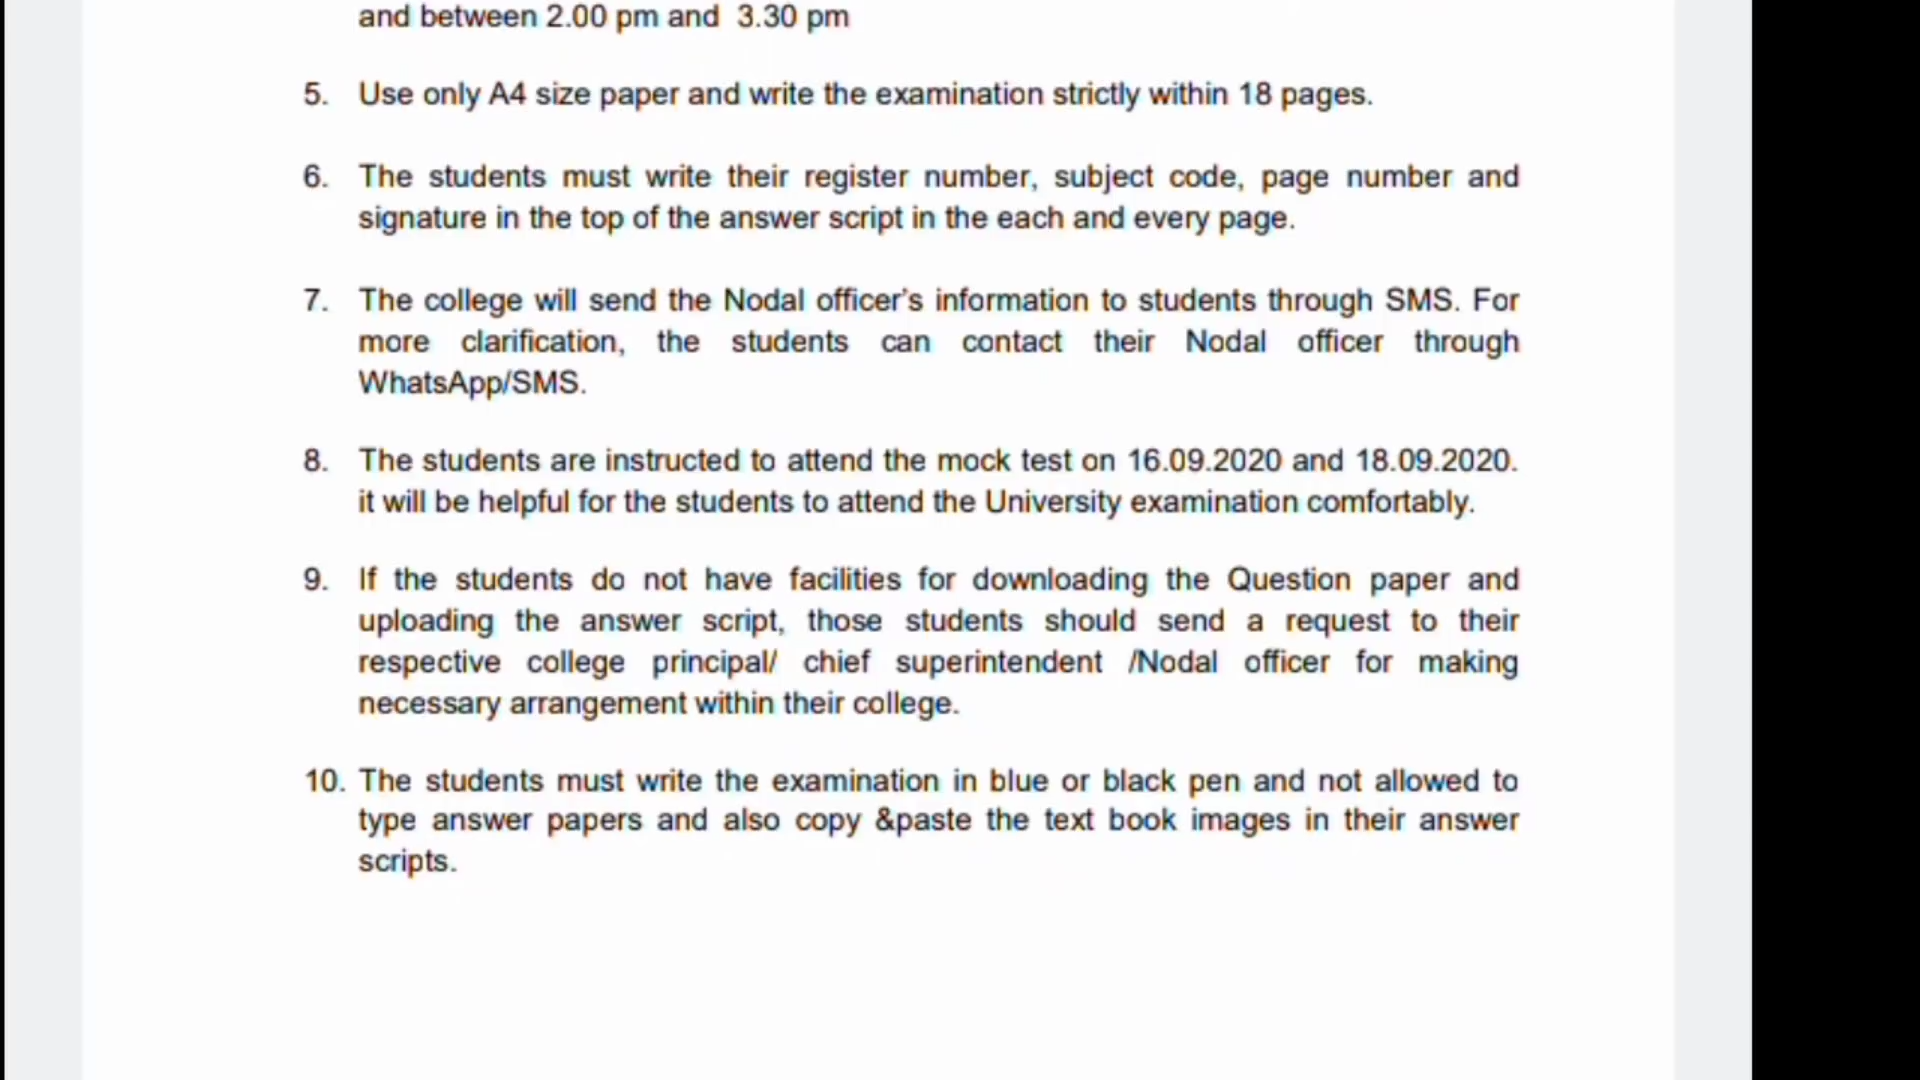 and between 2.00 pm and 3.30 pm
5. Use only A4 size paper and write the examination strictly within 18 pages.
6. The students must write their register number, subject code, page number and
signature in the top of the answer script in the each and every page.
7. The college will send the Nodal officer's information to students through SMS. For
more clarification, the students can contact their Nodal officer through
WhatsApp/SMS.
8. The students are instructed to attend the mock test on 16.09.2020 and 18.09.2020.
it will be helpful for the students to attend the University examination comfortably.
9. If the students do not have facilities for downloading the Question paper and
uploading the answer script, those students should send a request to their
respective college principal/ chief superintendent /Nodal officer for making
necessary arrangement within their college.
10. The students must write the examination in blue or black pen and not allowed to
type answer papers and also copy &paste the text book images in their answer
scripts.